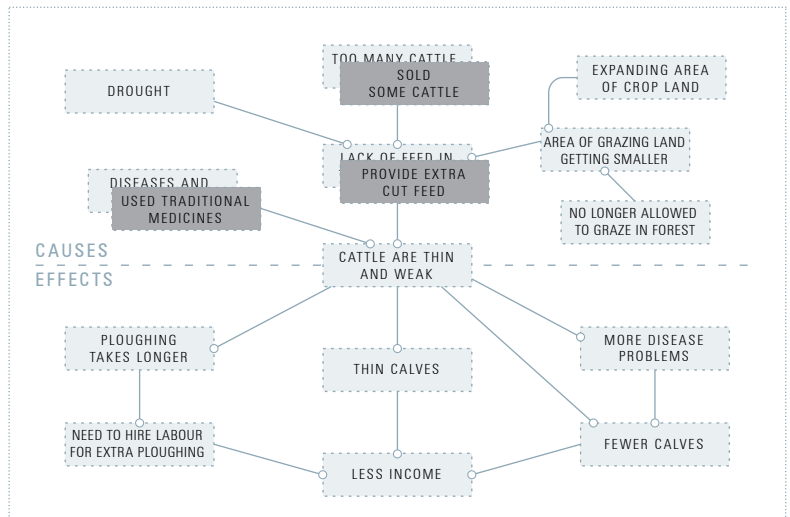 TOO MANY CATTLE
SOLD
SOME CATTLE
DROUGHT
EXPANDING AREA
OF CROP LAND
LACK OF FEED IN
PROVIDE EXTRA
CUT FEED
AREA OF GRAZING LAND
GETTING SMALLER
DISEASES AND
USED TRADITIONAL
MEDICINES
NO LONGER ALLOWED
TO GRAZE IN FOREST
CAUSES
EFFECTS
CATTLE ARE THIN
AND WEAK
PLOUGHING
TAKES LONGER
THIN CALVES
MORE DISEASE
PROBLEMS
NEED TO HIRE LABOUR
FOR EXTRA PLOUGHING
LESS INCOME
FEWER CALVES